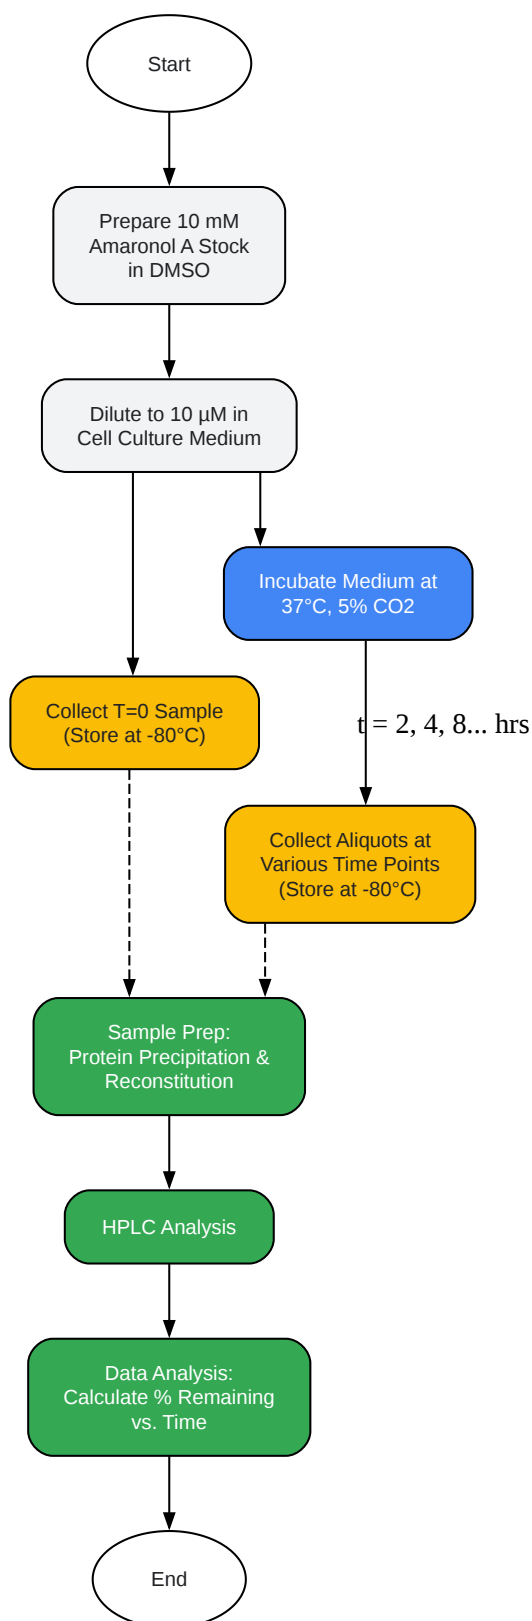 Start
Prepare 10 mM
Amaronol A Stock
in DMSO
Dilute to 10 µM in
Cell Culture Medium
Incubate Medium at
37°C, 5% CO2
Collect T=0 Sample
(Store at -80°C)
t = 2, 4, 8... hrs
Collect Aliquots at
Various Time Points
(Store at -80°C)
Sample Prep:
Protein Precipitation &
Reconstitution
HPLC Analysis
Data Analysis:
Calculate % Remaining
vs. Time
End